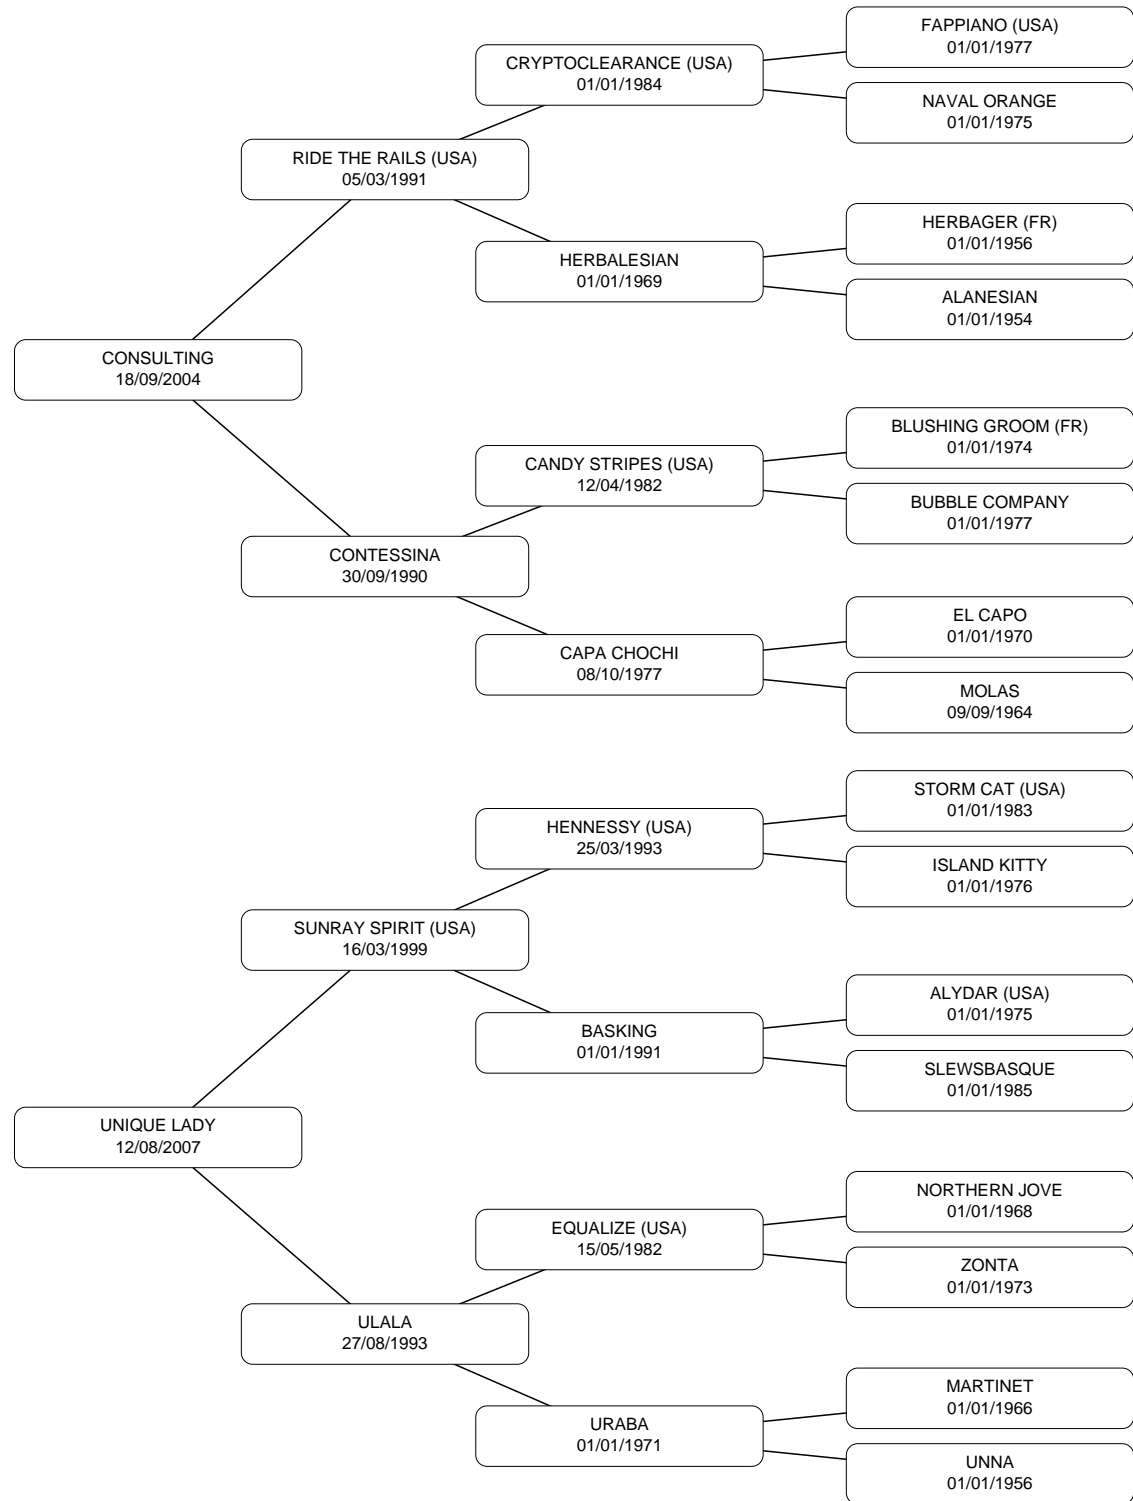 FAPPIANO (USA)
01/01/1977
CRYPTOCLEARANCE (USA)
01/01/1984
NAVAL ORANGE
01/01/1975
RIDE THE RAILS (USA)
05/03/1991
HERBAGER (FR)
01/01/1956
HERBALESIAN
01/01/1969
ALANESIAN
01/01/1954
CONSULTING
18/09/2004
BLUSHING GROOM (FR)
01/01/1974
CANDY STRIPES (USA)
12/04/1982
BUBBLE COMPANY
01/01/1977
CONTESSINA
30/09/1990
EL CAPO
01/01/1970
CAPA CHOCHI
08/10/1977
MOLAS
09/09/1964
STORM CAT (USA)
01/01/1983
HENNESSY (USA)
25/03/1993
ISLAND KITTY
01/01/1976
SUNRAY SPIRIT (USA)
16/03/1999
ALYDAR (USA)
01/01/1975
BASKING
01/01/1991
SLEWSBASQUE
01/01/1985
UNIQUE LADY
12/08/2007
NORTHERN JOVE
01/01/1968
EQUALIZE (USA)
15/05/1982
ZONTA
01/01/1973
ULALA
27/08/1993
MARTINET
01/01/1966
URABA
01/01/1971
UNNA
01/01/1956